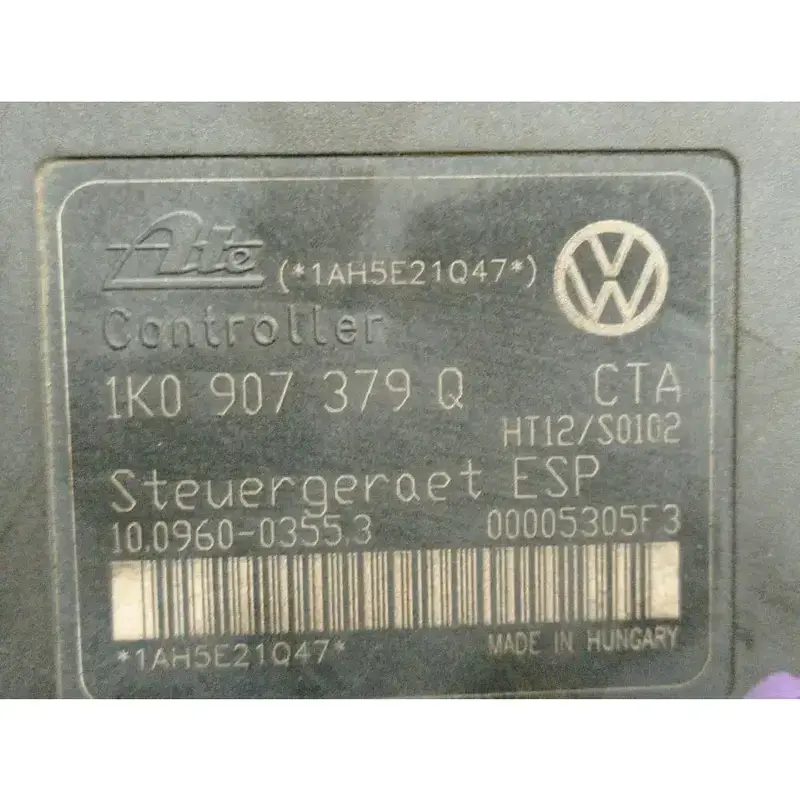 Ate (*1AH5E21Q47*)
Controller
1K0 907 379 Q CTA
HT12/S0102
Steuergeraet ESP
10.0960-0355.3 00005305F3
*1AH5E21Q47* MADE IN HUNGARY